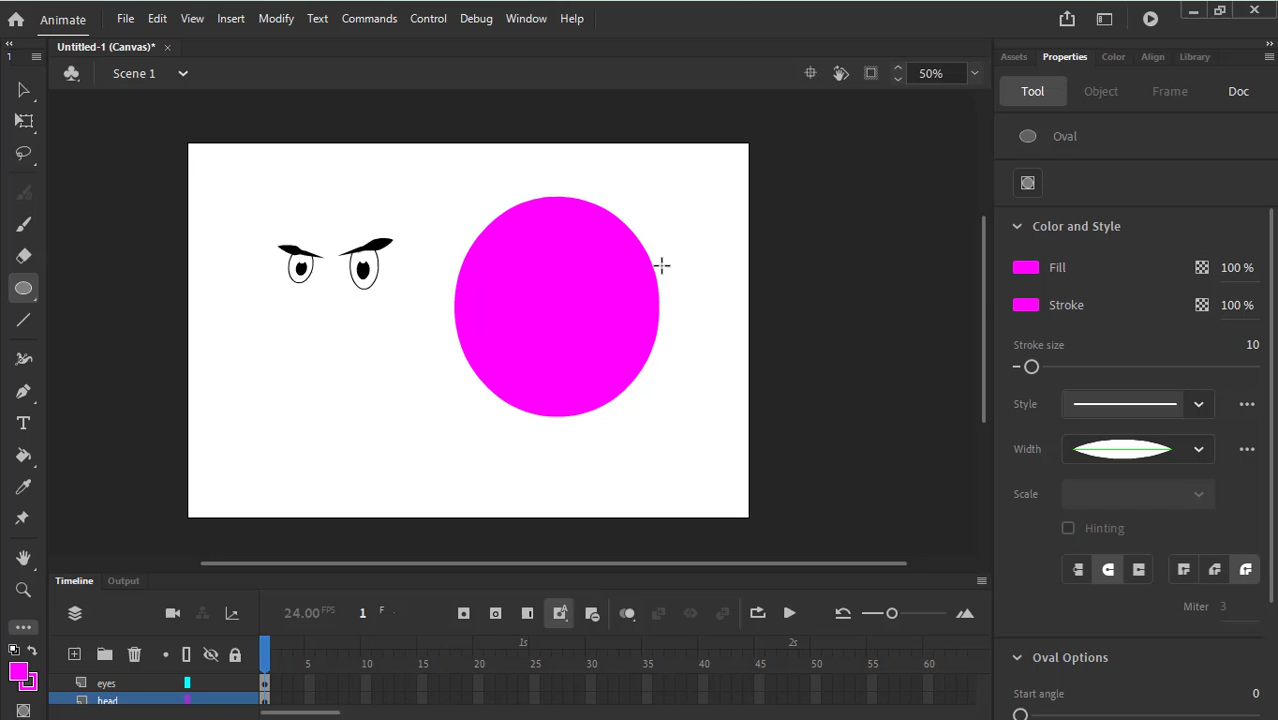 Animate File Edit View Insert Modify Text Commands Control Debug Window Help
Untitled-1 (Canvas)*
1
Assets Properties Color Align Library
Scene 1
50%
Tool Object Frame Doc
Oval
Color and Style
Fill 100 %
Stroke 100 %
Stroke size 10
Style
Width
Scale
Hinting
Miter 3
Oval Options
Start angle 0
Timeline Output
24.00 FPS 1 F
1s 2s
5 10 15 20 25 30 35 40 45 50 55 60
eyes
head